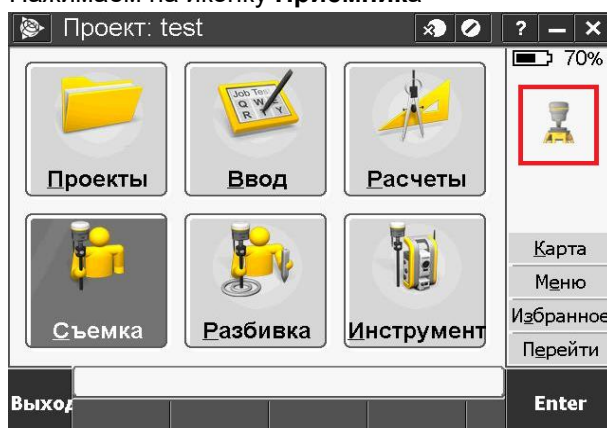 Нажимаем на иконку Приемника
Проект: test
? — ×
70%
Job Test
Q W E
R Y
Проекты
Ввод
Расчеты
Съемка
Разбивка
Инструмент
Карта
Меню
Избранное
Перейти
Выход
Enter